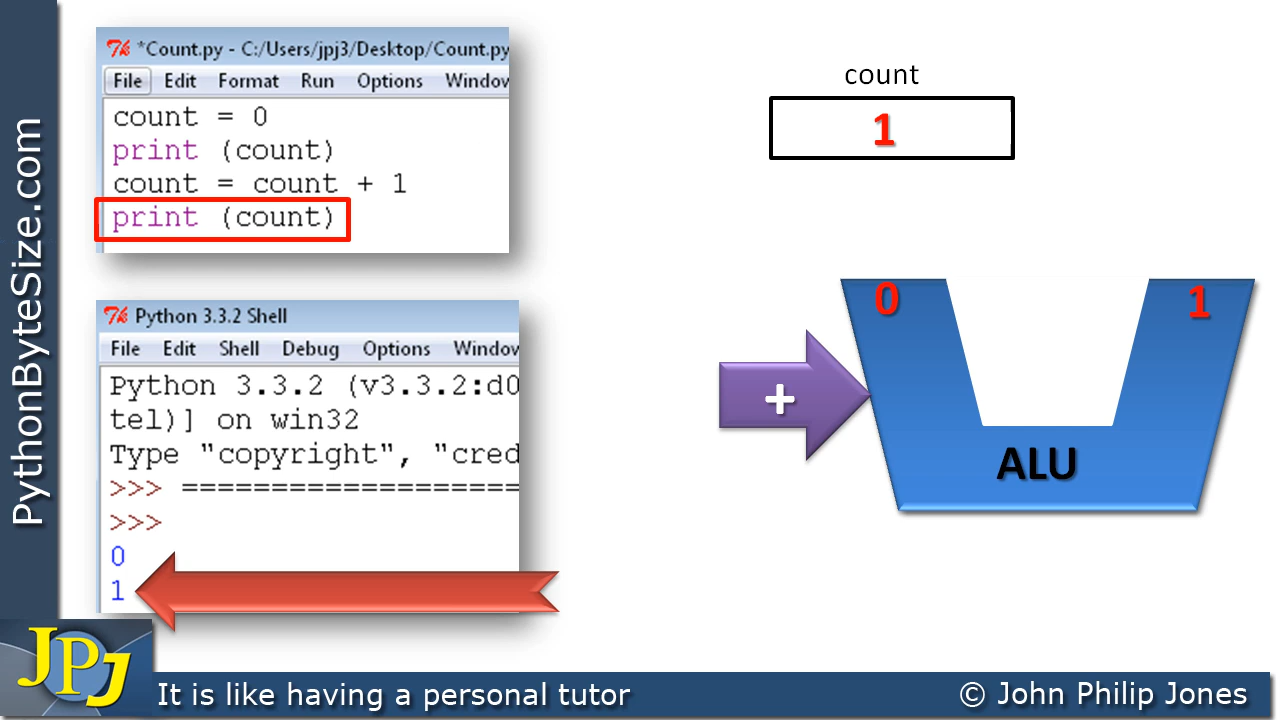 PythonByteSize.com
*Count.py - C:/Users/jpj3/Desktop/Count.py
File Edit Format Run Options Window
count = 0
print (count)
count = count + 1
print (count)
Python 3.3.2 Shell
File Edit Shell Debug Options Window
Python 3.3.2 (v3.3.2:d0
tel)] on win32
Type "copyright", "cred
>>> ===================
>>>
0
1
count
1
0 1
+
ALU
JPJ
It is like having a personal tutor
© John Philip Jones